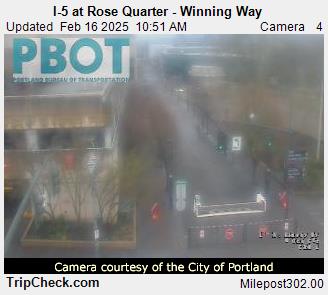 I-5 at Rose Quarter - Winning Way
Updated Feb 16 2025 10:51 AM Camera 4
PBOT
PORTLAND BUREAU OF TRANSPORTATION
Camera courtesy of the City of Portland
TripCheck.com Milepost302.00